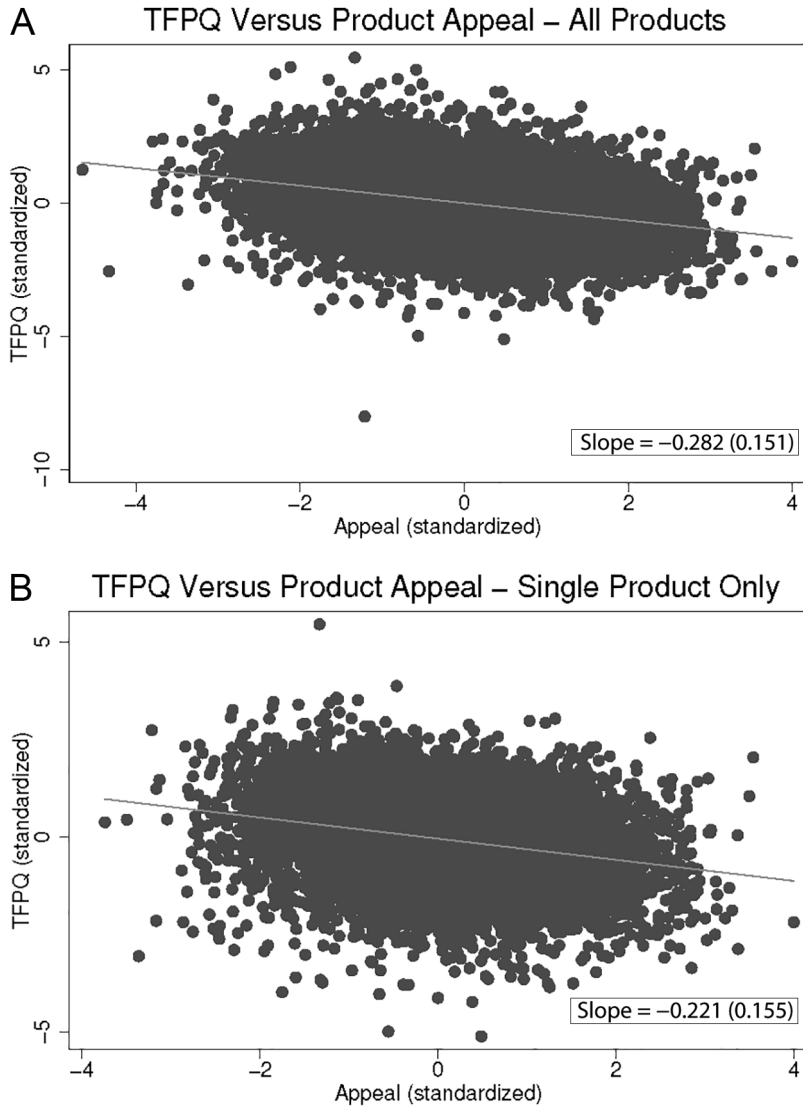 A
TFPQ Versus Product Appeal – All Products
TFPQ (standardized)
5
0
−5
−10
Slope = −0.282 (0.151)
−4
−2
0
2
4
Appeal (standardized)
B
TFPQ Versus Product Appeal – Single Product Only
TFPQ (standardized)
5
0
−5
Slope = −0.221 (0.155)
−4
−2
0
2
4
Appeal (standardized)